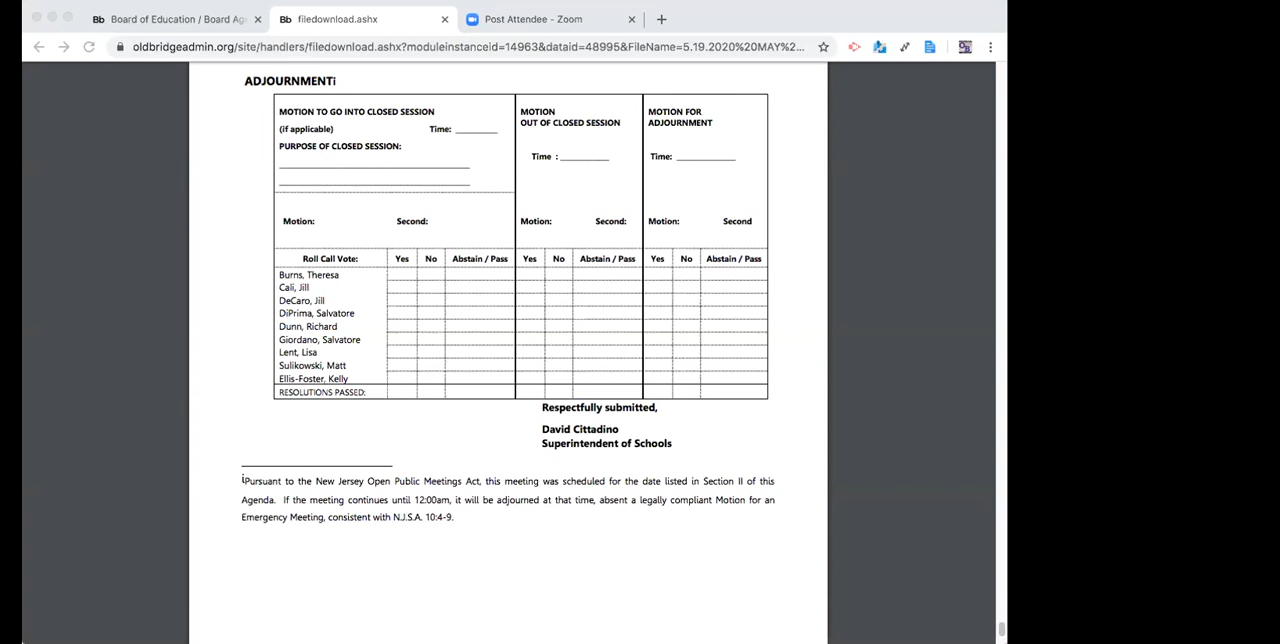 Board of Education / Board Age
filedownload.ashx
Post Attendee - Zoom
oldbridgeadmin.org/site/handlers/filedownload.ashx?moduleinstanceid=14963&dataid=48995&FileName=5.19.2020%20MAY%2...
ADJOURNMENTi
MOTION TO GO INTO CLOSED SESSION
(if applicable) Time: ________
PURPOSE OF CLOSED SESSION:
Motion: Second:
MOTION
OUT OF CLOSED SESSION
Time : __________
Motion: Second:
MOTION FOR
ADJOURNMENT
Time: ____________
Motion: Second
Roll Call Vote: Yes No Abstain / Pass Yes No Abstain / Pass Yes No Abstain / Pass
Burns, Theresa
Cali, Jill
DeCaro, Jill
DiPrima, Salvatore
Dunn, Richard
Giordano, Salvatore
Lent, Lisa
Sulikowski, Matt
Ellis-Foster, Kelly
RESOLUTIONS PASSED:
Respectfully submitted,
David Cittadino
Superintendent of Schools
iPursuant to the New Jersey Open Public Meetings Act, this meeting was scheduled for the date listed in Section II of this
Agenda. If the meeting continues until 12:00am, it will be adjourned at that time, absent a legally compliant Motion for an
Emergency Meeting, consistent with N.J.S.A. 10:4-9.